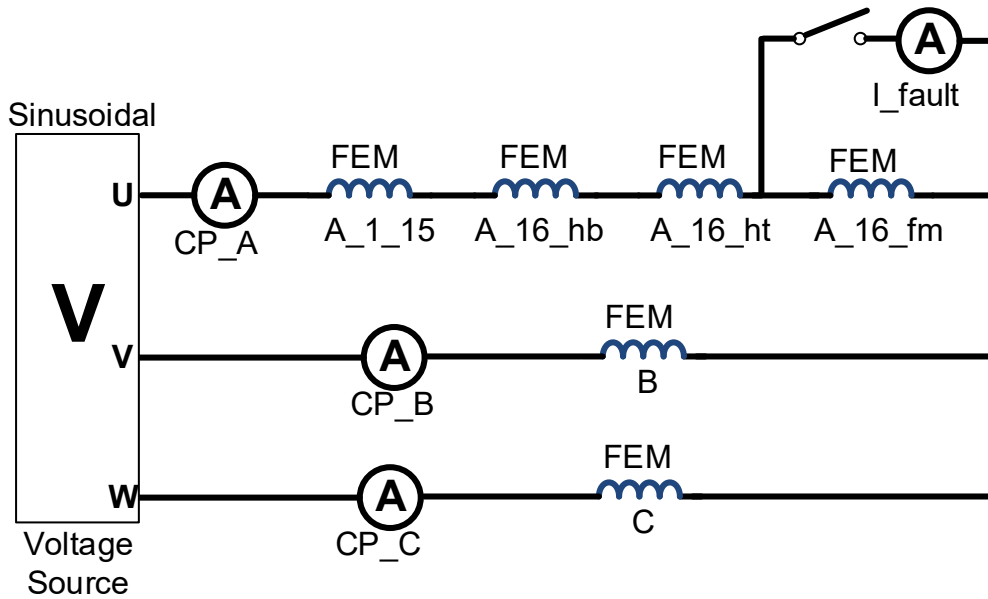 A
I_fault
Sinusoidal
FEM FEM FEM FEM
U A
CP_A A_1_15 A_16_hb A_16_ht A_16_fm
V
FEM
V A
CP_B B
FEM
W A
CP_C C
Voltage
Source